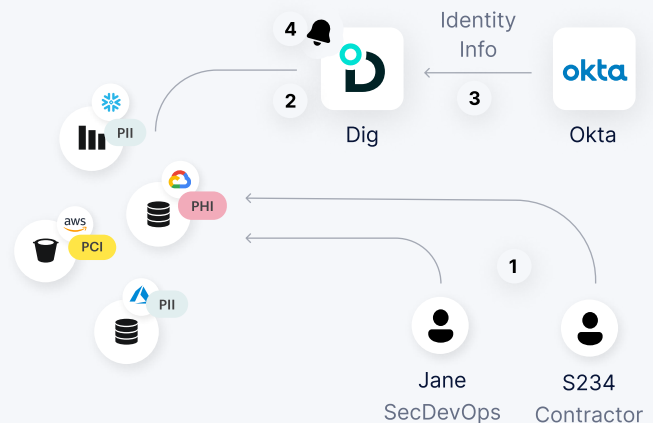 4
Identity
Info
okta
2
3
Dig
Okta
PII
PHI
aws
PCI
1
PII
Jane
SecDevOps
S234
Contractor